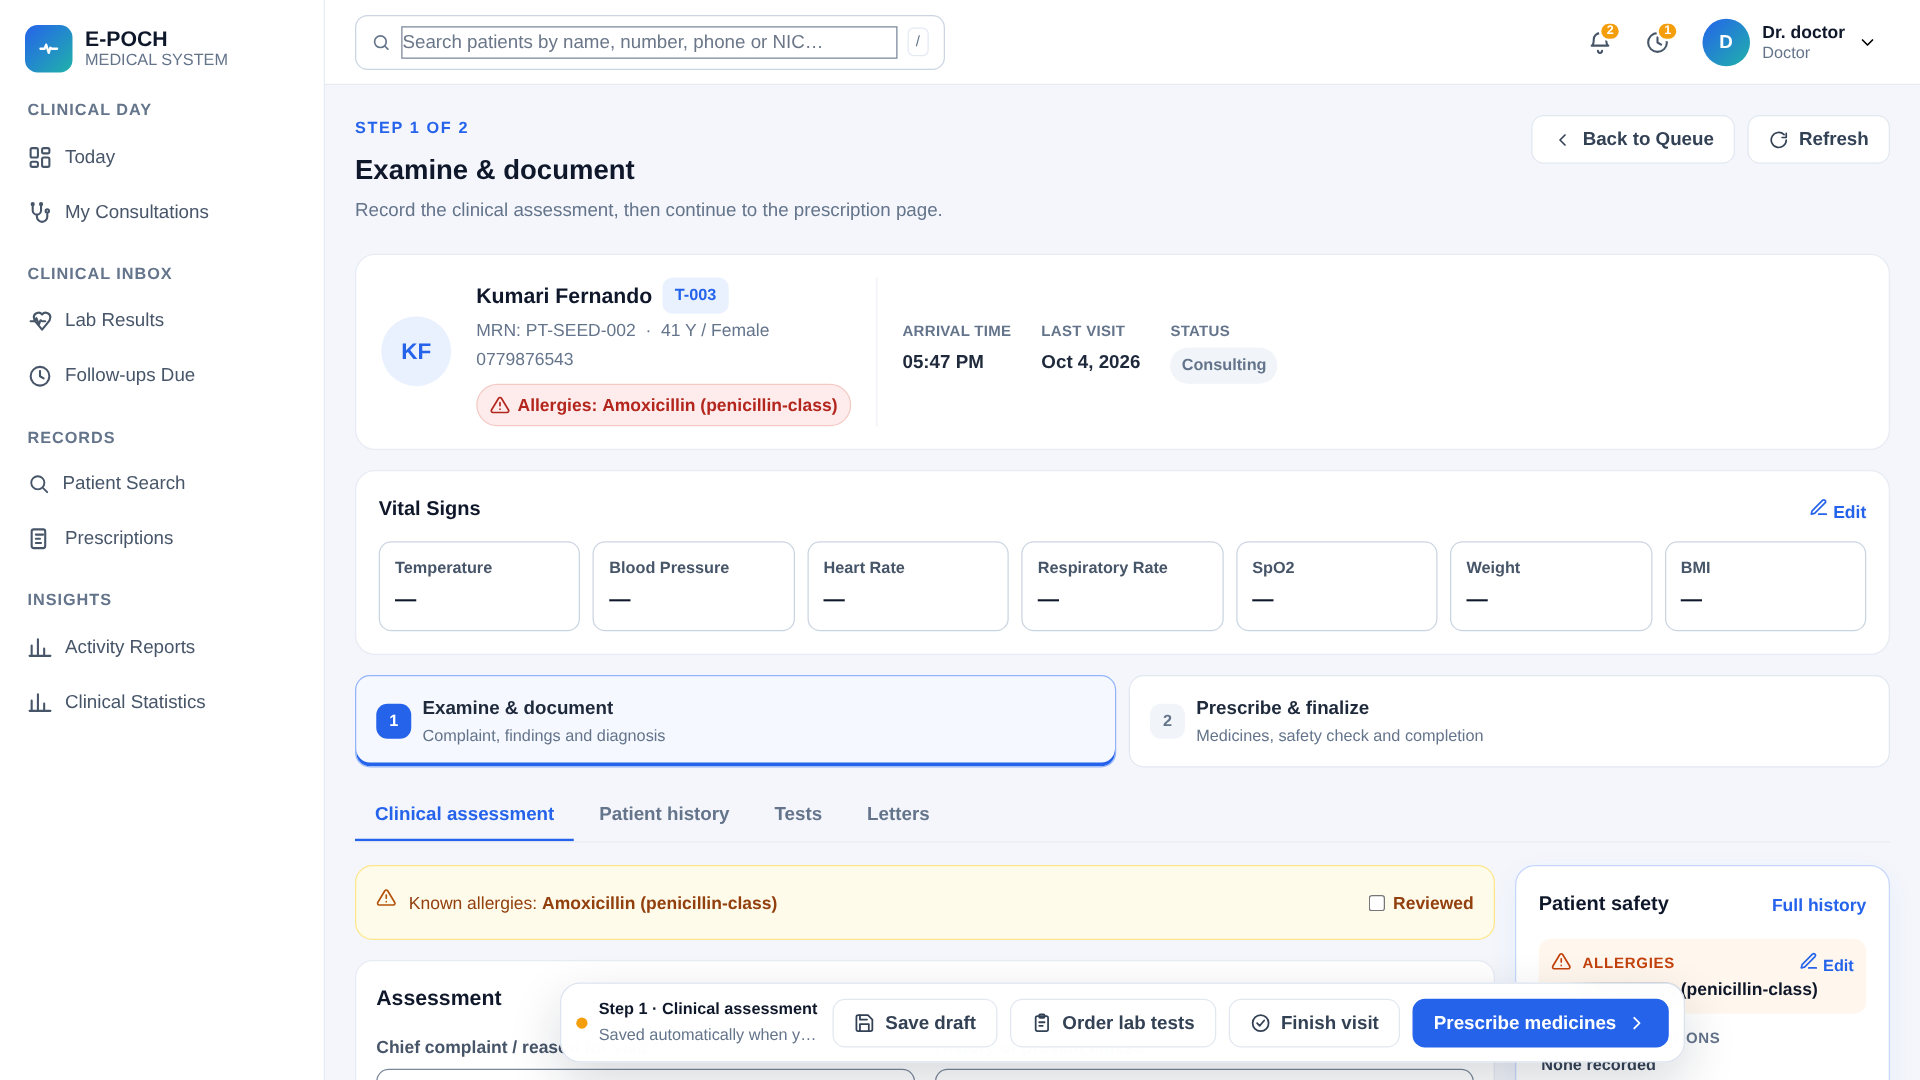 E-POCH
MEDICAL SYSTEM
CLINICAL DAY
Today
My Consultations
CLINICAL INBOX
Lab Results
Follow-ups Due
RECORDS
Patient Search
Prescriptions
INSIGHTS
Activity Reports
Clinical Statistics
Search patients by name, number, phone or NIC…
/
2
1
D
Dr. doctor
Doctor
STEP 1 OF 2
Examine & document
Record the clinical assessment, then continue to the prescription page.
Back to Queue
Refresh
KF
Kumari Fernando T-003
MRN: PT-SEED-002 · 41 Y / Female
0779876543
Allergies: Amoxicillin (penicillin-class)
ARRIVAL TIME
05:47 PM
LAST VISIT
Oct 4, 2026
STATUS
Consulting
Vital Signs
Edit
Temperature
—
Blood Pressure
—
Heart Rate
—
Respiratory Rate
—
SpO2
—
Weight
—
BMI
—
1
Examine & document
Complaint, findings and diagnosis
2
Prescribe & finalize
Medicines, safety check and completion
Clinical assessment
Patient history
Tests
Letters
Known allergies: Amoxicillin (penicillin-class)
Reviewed
Patient safety
Full history
ALLERGIES
Edit
(penicillin-class)
None recorded
Assessment
Chief complaint /
Step 1 · Clinical assessment
Saved automatically when y…
Save draft
Order lab tests
Finish visit
Prescribe medicines